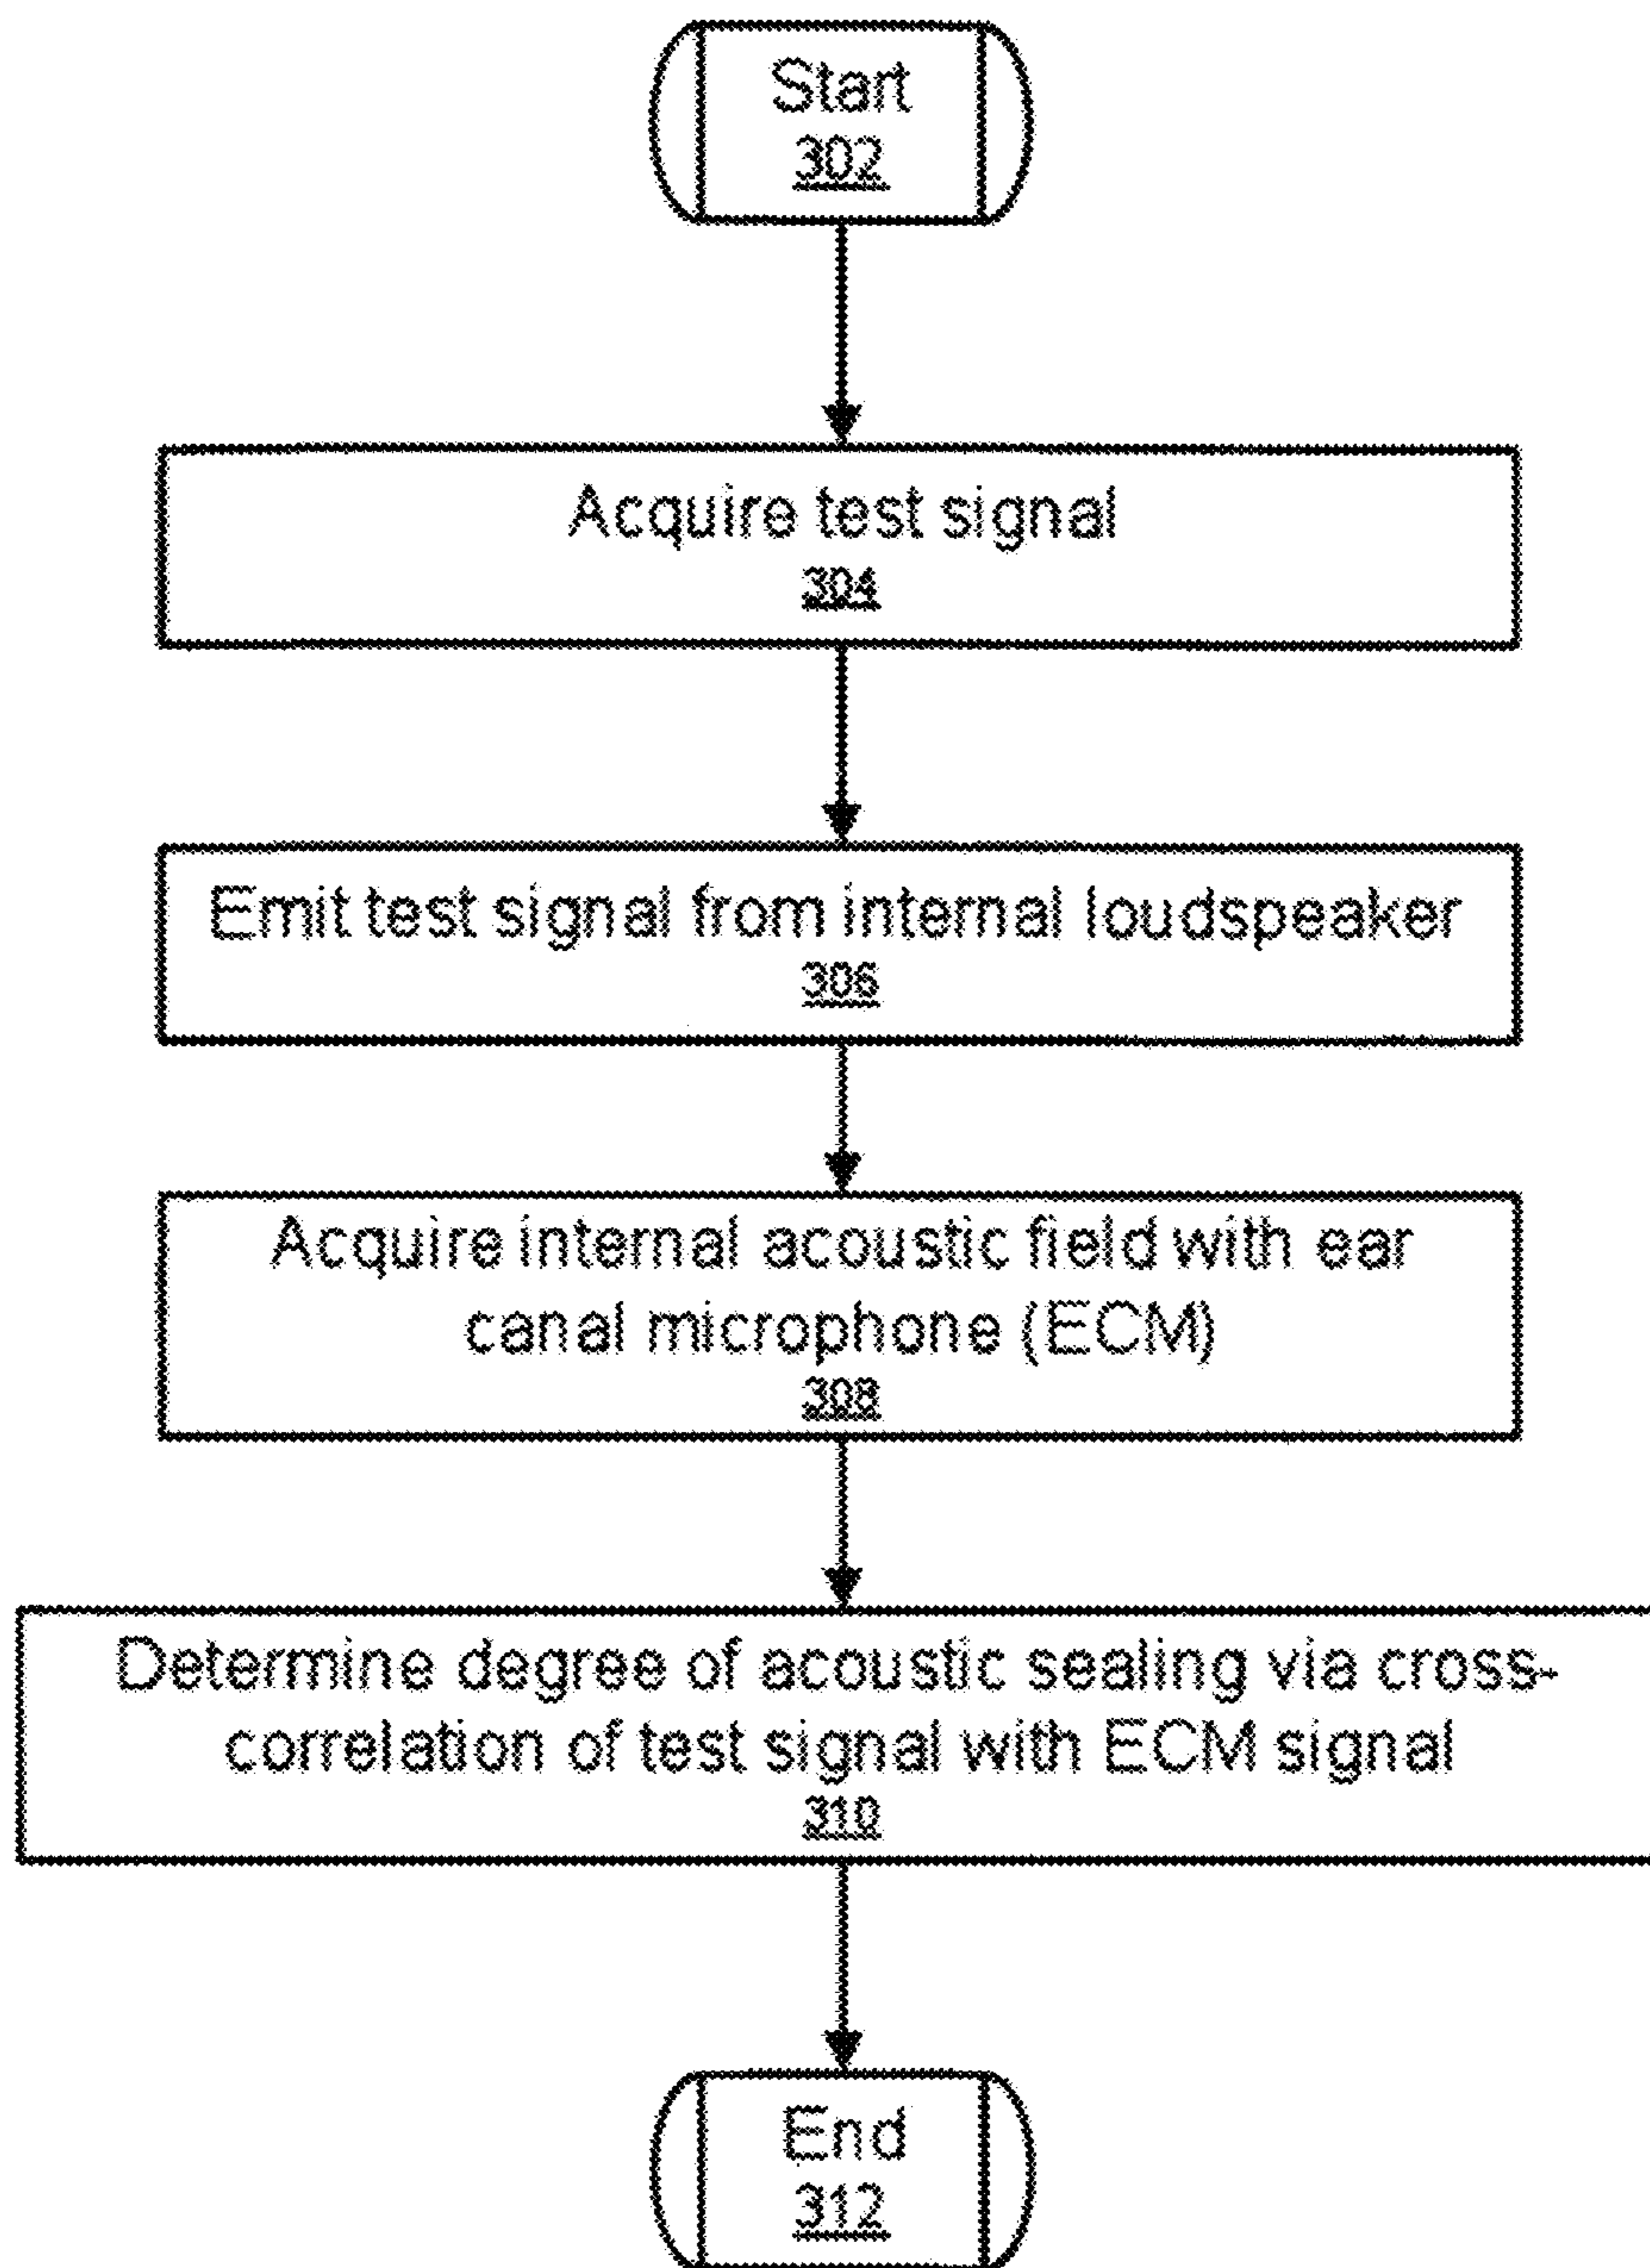 Start
302
Acquire test signal
304
Emit test signal from internal loudspeaker
306
Acquire internal acoustic field with ear
canal microphone (ECM)
308
Determine degree of acoustic sealing via cross-
correlation of test signal with ECM signal
310
End
312